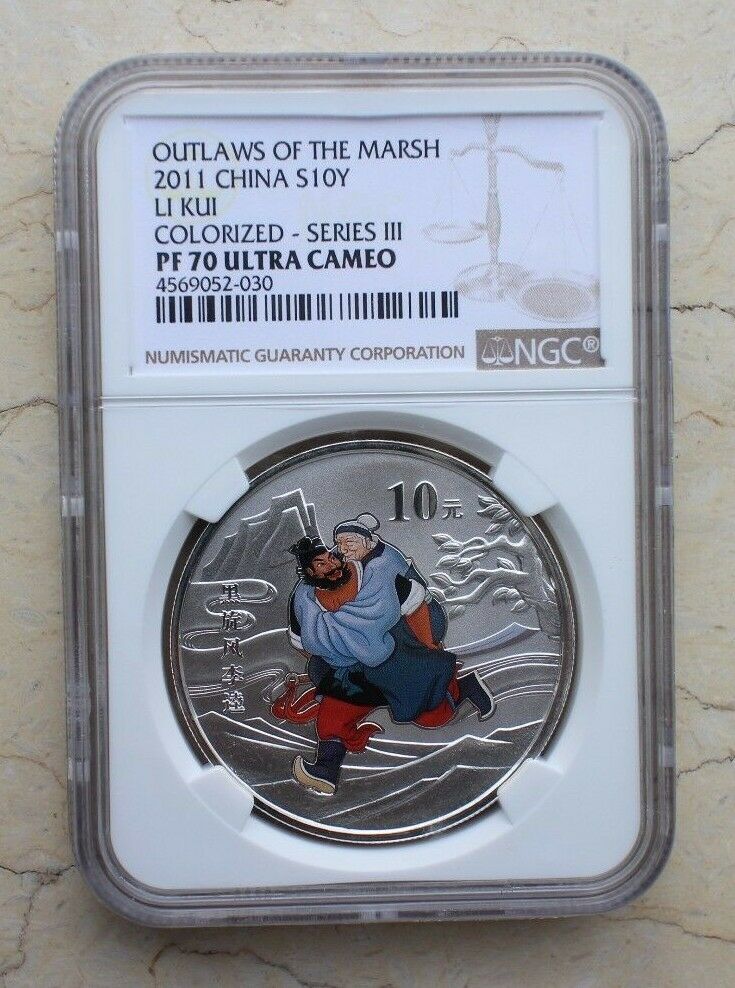 OUTLAWS OF THE MARSH
2011 CHINA S10Y
LI KUI
COLORIZED - SERIES III
PF 70 ULTRA CAMEO
4569052-030
NUMISMATIC GUARANTY CORPORATION
NGC®
10元
黑旋风李逵